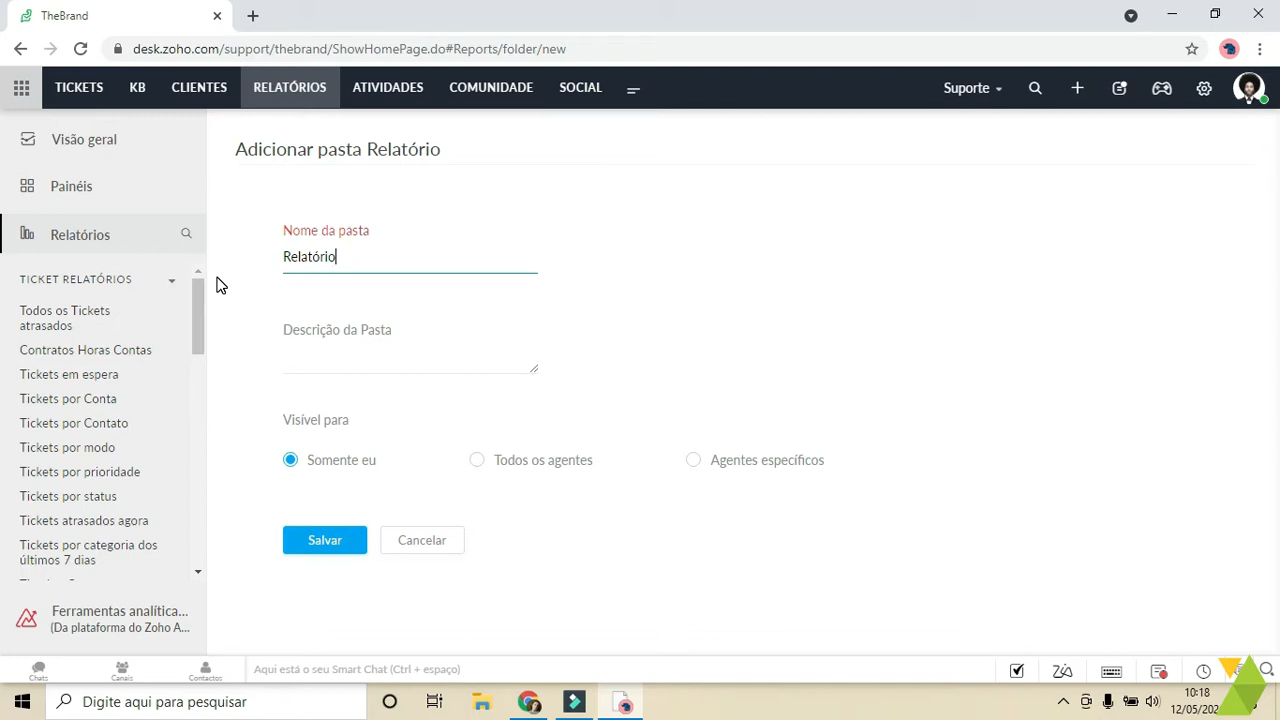 TheBrand
desk.zoho.com/support/thebrand/ShowHomePage.do#Reports/folder/new
TICKETS KB CLIENTES RELATÓRIOS ATIVIDADES COMUNIDADE SOCIAL Suporte
Visão geral
Painéis
Relatórios
TICKET RELATÓRIOS
Todos os Tickets
atrasados
Contratos Horas Contas
Tickets em espera
Tickets por Conta
Tickets por Contato
Tickets por modo
Tickets por prioridade
Tickets por status
Tickets atrasados agora
Tickets por categoria dos
últimos 7 dias
Ferramentas analítica...
(Da plataforma do Zoho A...
Adicionar pasta Relatório
Nome da pasta
Relatório
Descrição da Pasta
Visível para
Somente eu Todos os agentes Agentes específicos
Salvar Cancelar
Chats Canais Contactos
Aqui está o seu Smart Chat (Ctrl + espaço)
Digite aqui para pesquisar
10:18